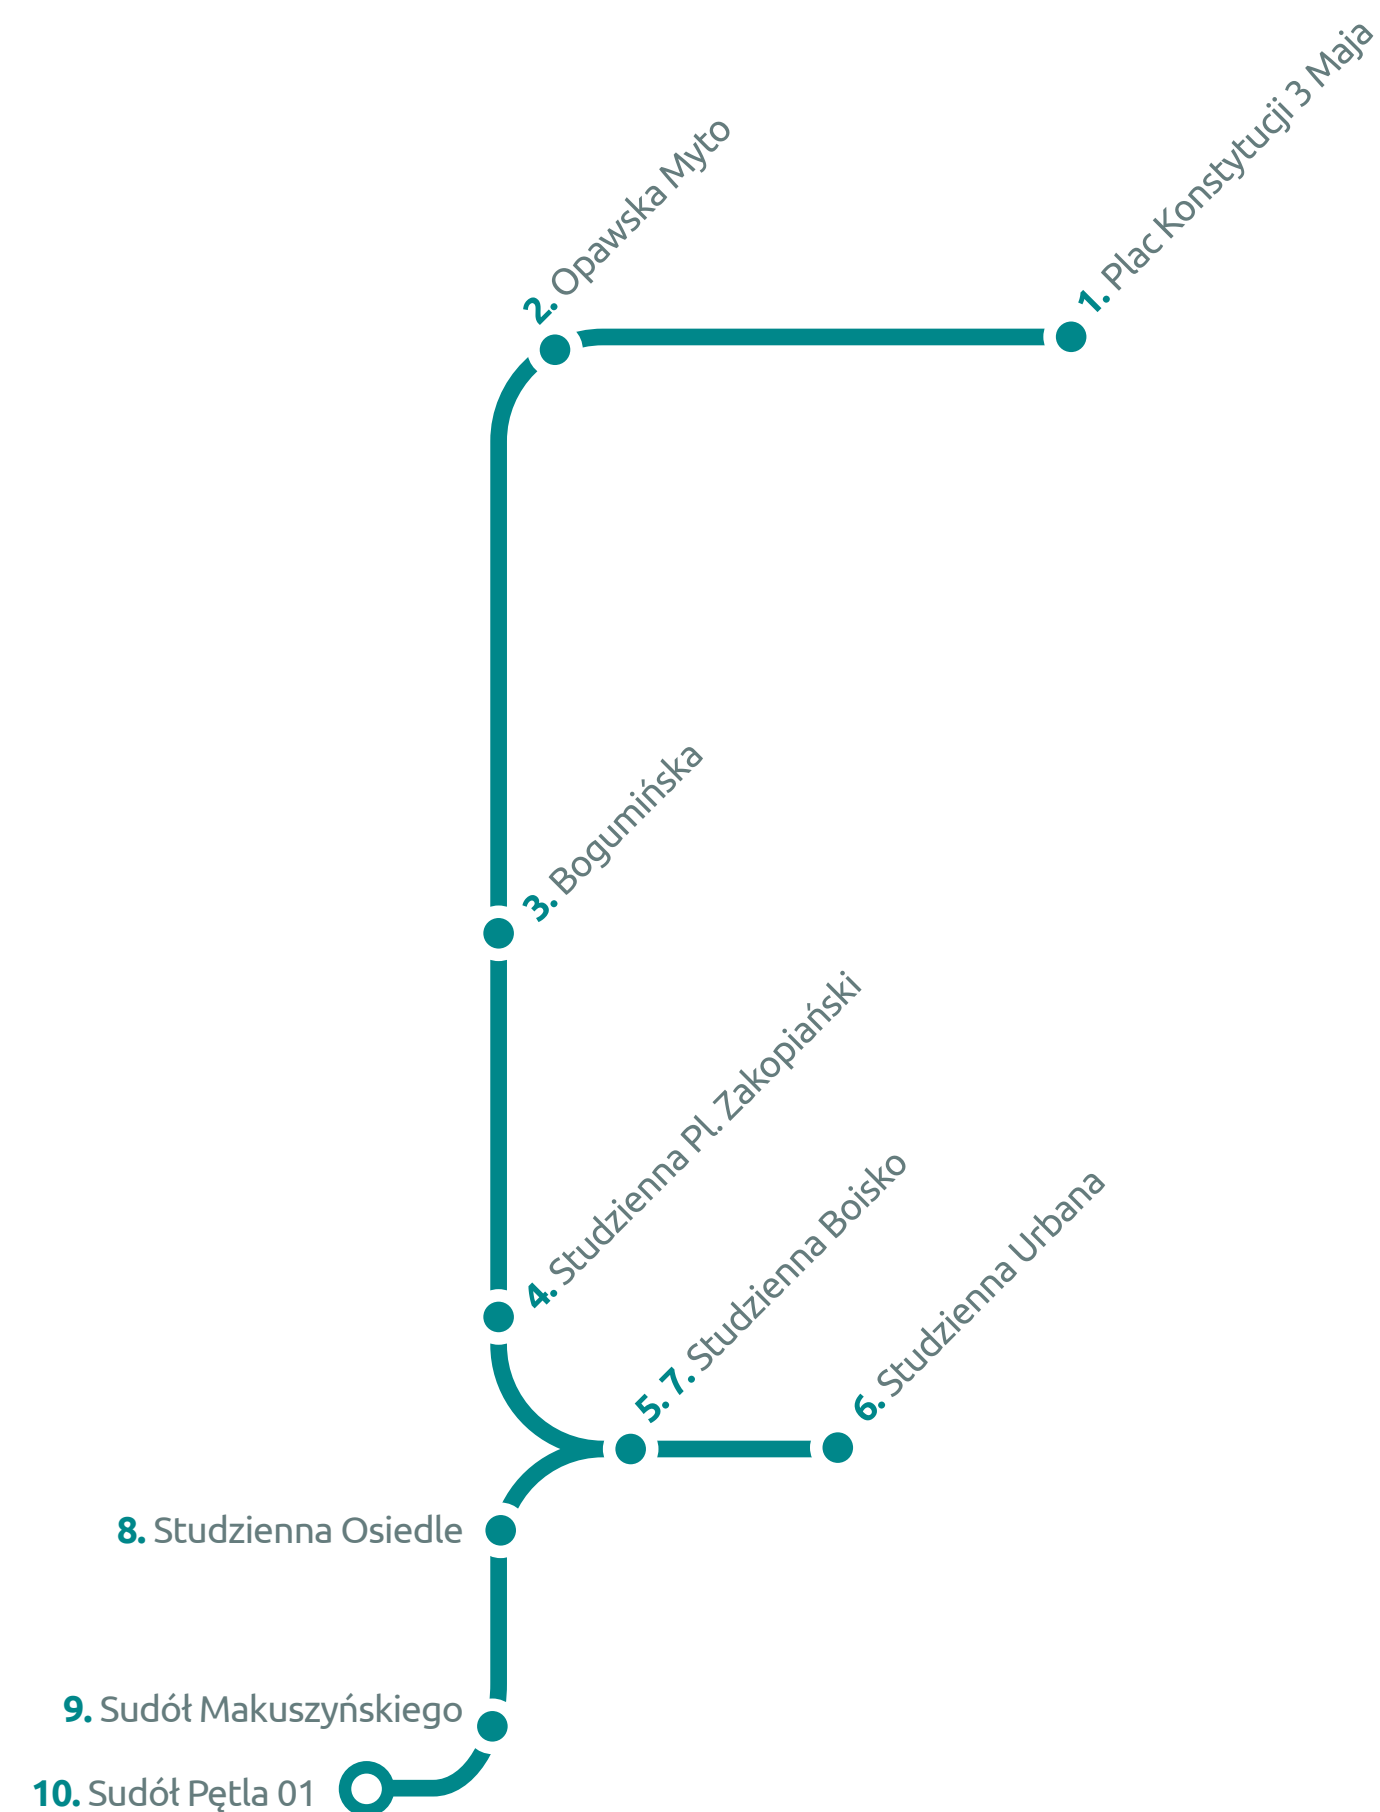 1. Plac Konstytucji 3 Maja
2. Opawska Myto
3. Bogumińska
4. Studzienna Pl. Zakopiański
5. 7. Studzienna Boisko
6. Studzienna Urbana
8. Studzienna Osiedle
9. Sudół Makuszyńskiego
10. Sudół Pętla 01